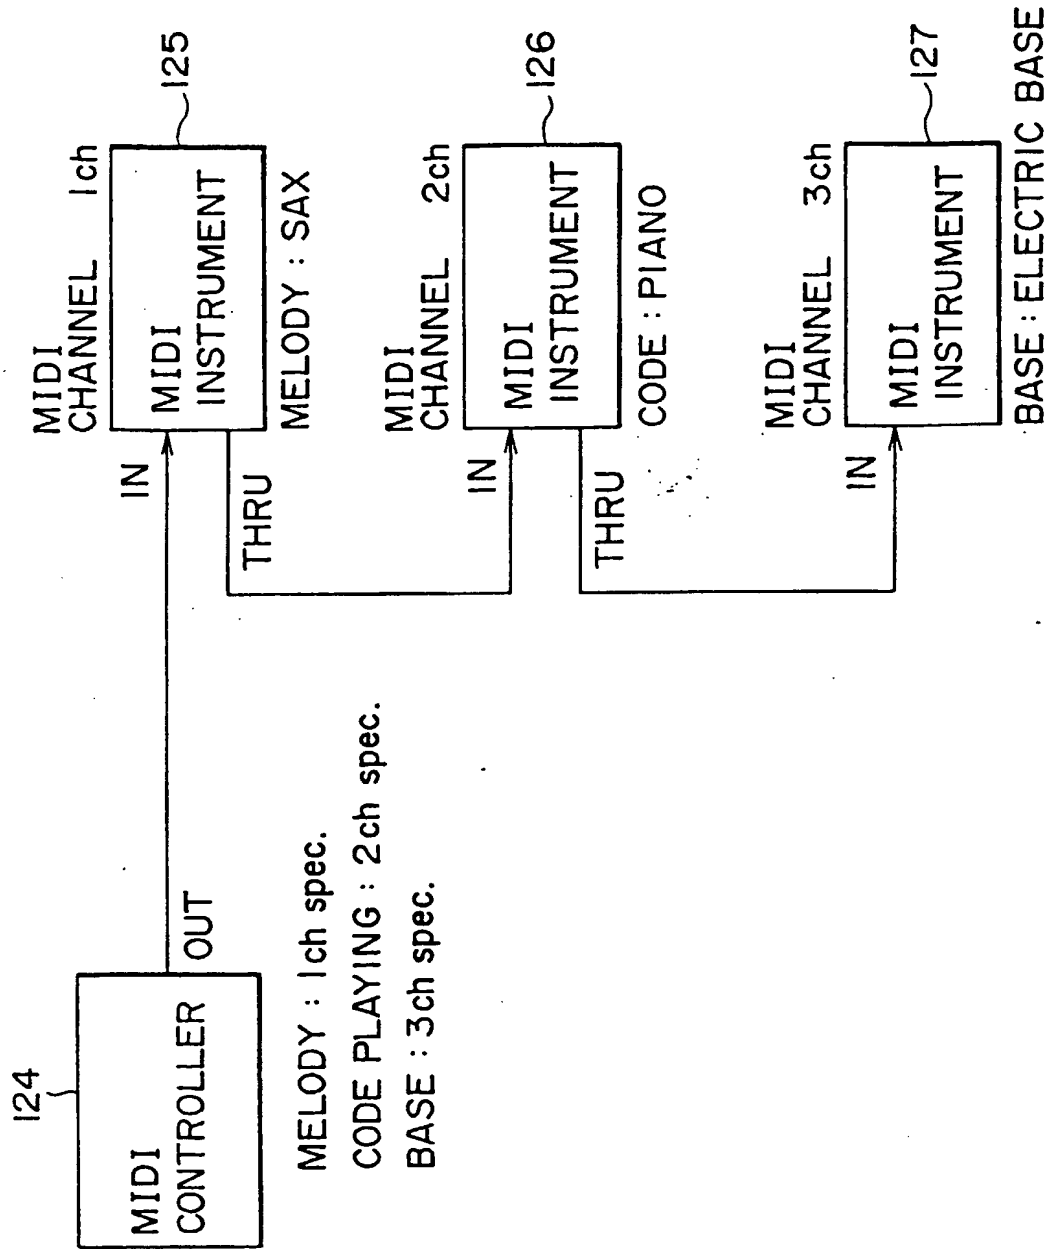 124
MIDI
CONTROLLER
OUT
MELODY : 1ch spec.
CODE PLAYING : 2ch spec.
BASE : 3ch spec.
MIDI
CHANNEL 1ch
125
IN
MIDI
INSTRUMENT
THRU
MELODY : SAX
MIDI
CHANNEL 2ch
126
IN
MIDI
INSTRUMENT
THRU
CODE : PIANO
MIDI
CHANNEL 3ch
127
IN
MIDI
INSTRUMENT
BASE : ELECTRIC BASE